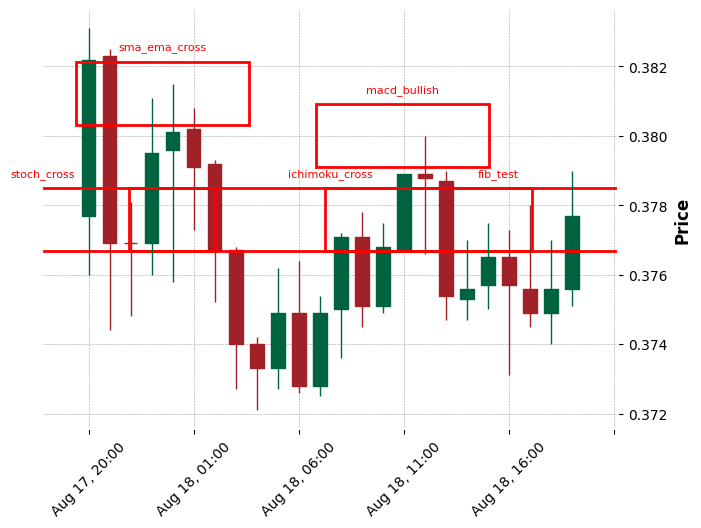 sma_ema_cross
macd_bullish
stoch_cross
ichimoku_cross
fib_test
0.382
0.380
0.378
0.376
0.374
0.372
Price
Aug 17, 20:00
Aug 18, 01:00
Aug 18, 06:00
Aug 18, 11:00
Aug 18, 16:00